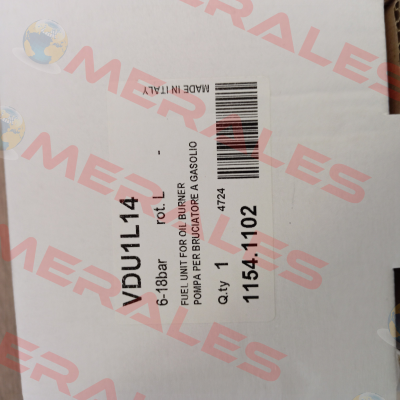 VDU1L14
6-18bar rot. L -
FUEL UNIT FOR OIL BURNER
POMPA PER BRUCIATORE A GASOLIO
Q.ty 1 4724
1154.1102
MADE IN ITALY
MERALES
MERALES
MERALES